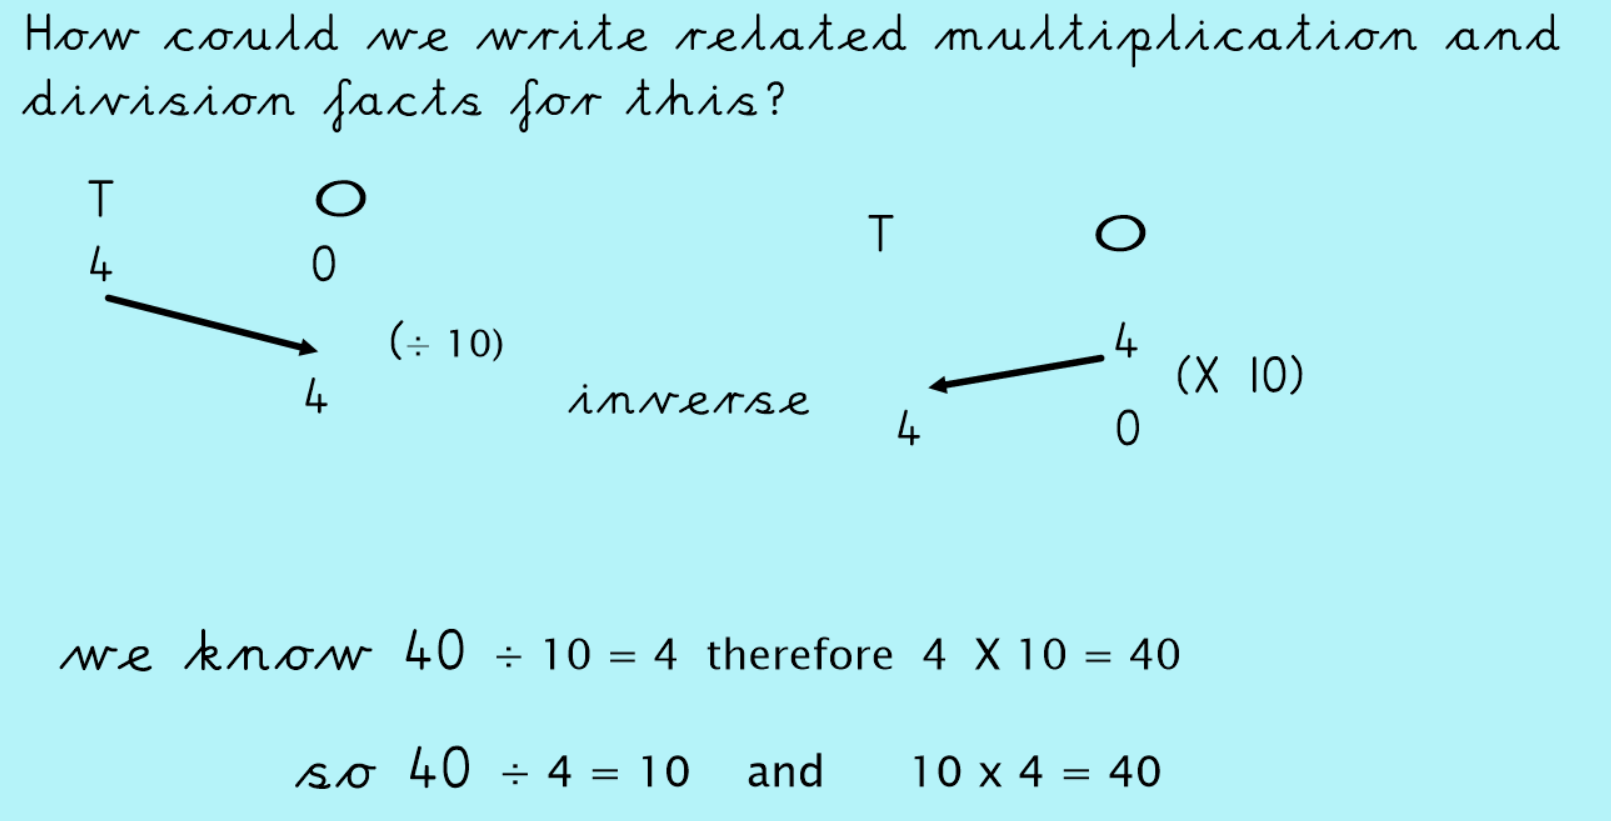 How could we write related multiplication and
division facts for this?
T O
4 0
(÷ 10)
4
inverse
T O
4
(X 10)
4 0
we know 40 ÷ 10 = 4 therefore 4 X 10 = 40
so 40 ÷ 4 = 10 and 10 x 4 = 40